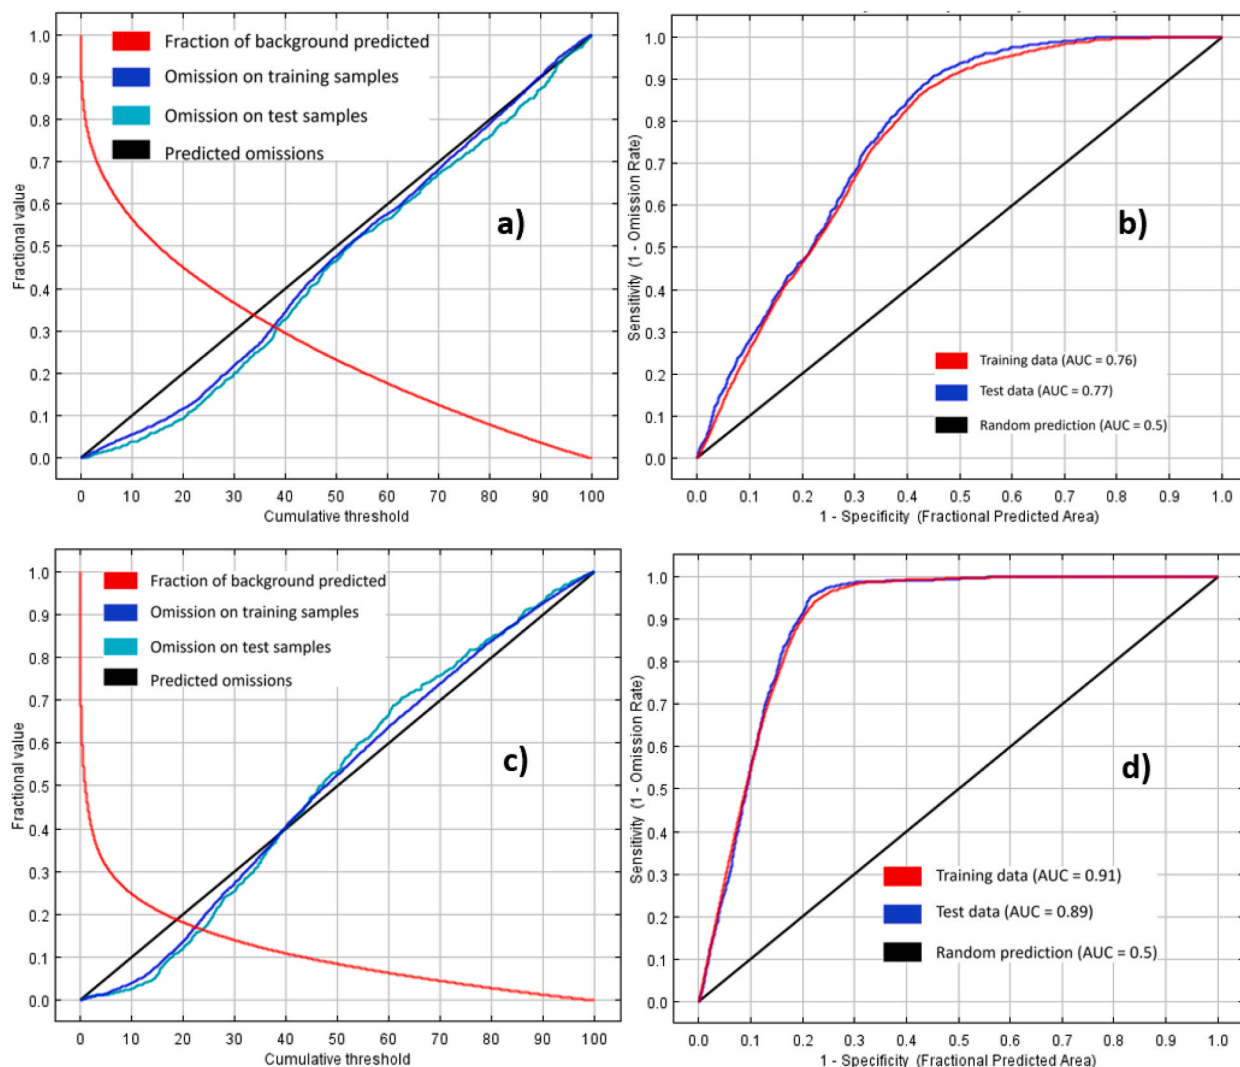 Fraction of background predicted
Omission on training samples
Omission on test samples
Predicted omissions
a)
1.0
0.9
0.8
0.7
0.6
0.5
0.4
0.3
0.2
0.1
0.0
Fractional value
0 10 20 30 40 50 60 70 80 90 100
Cumulative threshold
1.0
0.9
0.8
0.7
0.6
0.5
0.4
0.3
0.2
0.1
0.0
Sensitivity (1 - Omission Rate)
b)
Training data (AUC = 0.76)
Test data (AUC = 0.77)
Random prediction (AUC = 0.5)
0.0 0.1 0.2 0.3 0.4 0.5 0.6 0.7 0.8 0.9 1.0
1 - Specificity (Fractional Predicted Area)
Fraction of background predicted
Omission on training samples
Omission on test samples
Predicted omissions
c)
1.0
0.9
0.8
0.7
0.6
0.5
0.4
0.3
0.2
0.1
0.0
Fractional value
0 10 20 30 40 50 60 70 80 90 100
Cumulative threshold
1.0
0.9
0.8
0.7
0.6
0.5
0.4
0.3
0.2
0.1
0.0
Sensitivity (1 - Omission Rate)
d)
Training data (AUC = 0.91)
Test data (AUC = 0.89)
Random prediction (AUC = 0.5)
0.0 0.1 0.2 0.3 0.4 0.5 0.6 0.7 0.8 0.9 1.0
1 - Specificity (Fractional Predicted Area)